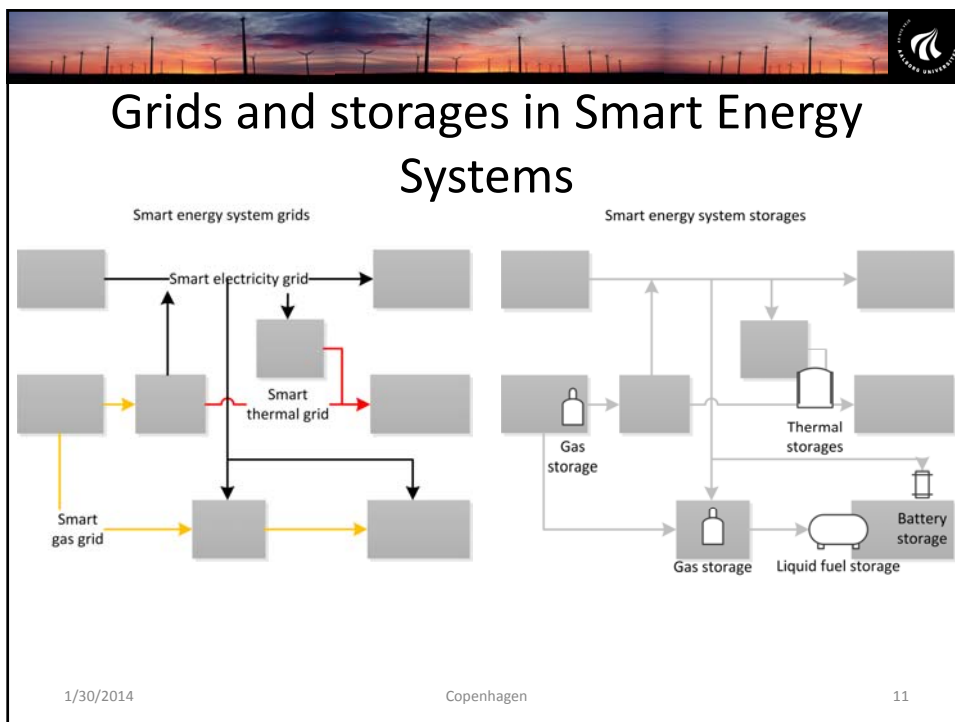 AALBORG UNIVERSITY
Grids and storages in Smart Energy
Systems
Smart energy system grids
Smart electricity grid
Smart
thermal grid
Smart
gas grid
Smart energy system storages
Gas
storage
Thermal
storages
Battery
storage
Gas storage
Liquid fuel storage
1/30/2014
Copenhagen
11